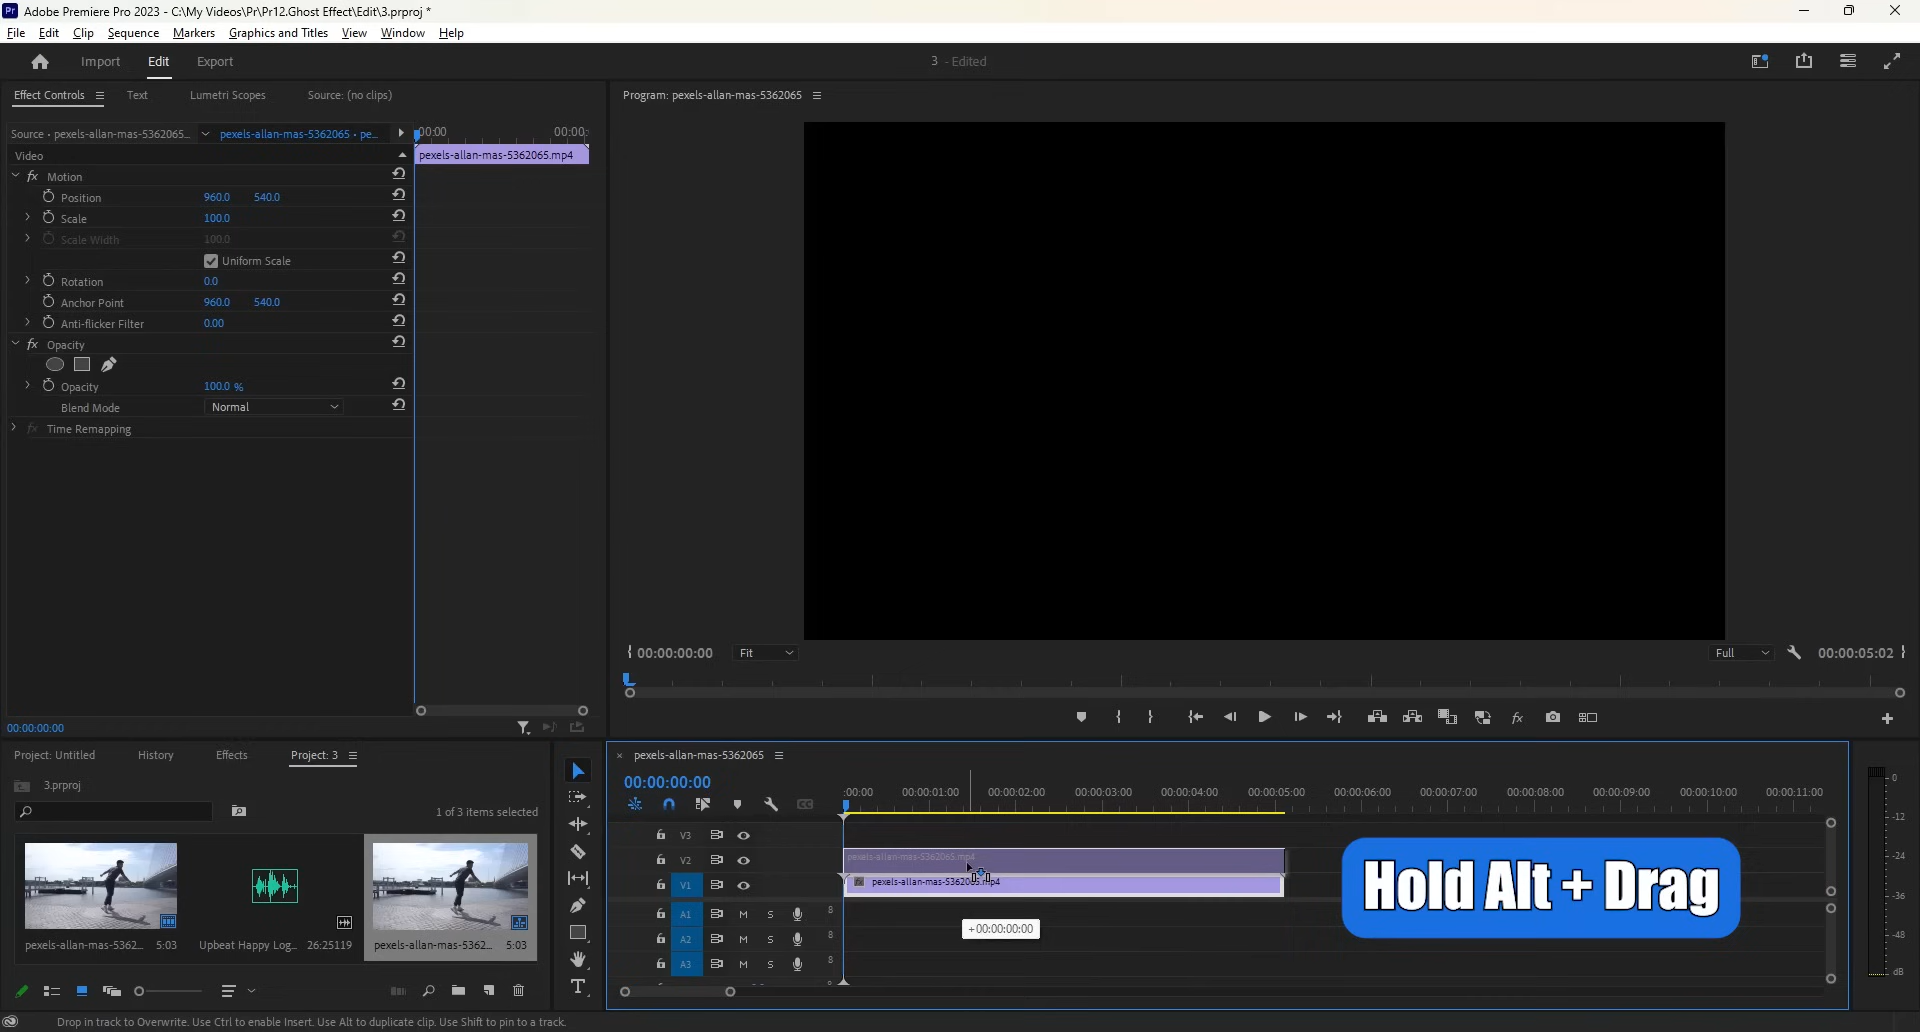 Pr Adobe Premiere Pro 2023 - C:\My Videos\Pr\Pr12.Ghost Effect\Edit\3.prproj *
File Edit Clip Sequence Markers Graphics and Titles View Window Help
Import Edit Export 3 - Edited
Effect Controls Text Lumetri Scopes Source: (no clips)
Program: pexels-allan-mas-5362065
Source • pexels-allan-mas-5362065... pexels-allan-mas-5362065 • pe...
:00:00 00:00:
Video
pexels-allan-mas-5362065.mp4
fx Motion
Position 960.0 540.0
Scale 100.0
Scale Width 100.0
Uniform Scale
Rotation 0.0
Anchor Point 960.0 540.0
Anti-flicker Filter 0.00
fx Opacity
Opacity 100.0 %
Blend Mode Normal
fx Time Remapping
00:00:00:00 Fit Full 00:00:05:02
00:00:00:00
Project: Untitled History Effects Project: 3
3.prproj
1 of 3 items selected
pexels-allan-mas-5362... 5:03
Upbeat Happy Log... 26:25119
pexels-allan-mas-5362... 5:03
pexels-allan-mas-5362065
00:00:00:00
:00:00 00:00:01:00 00:00:02:00 00:00:03:00 00:00:04:00 00:00:05:00 00:00:06:00 00:00:07:00 00:00:08:00 00:00:09:00 00:00:10:00 00:00:11:00
V3
V2 pexels-allan-mas-5362065.mp4
V1 fx pexels-allan-mas-5362065.mp4
A1 M S 8
A2 M S 8
A3 M S 8
+00:00:00:00
Hold Alt + Drag
0
-12
-24
-36
-48
dB
Drop in track to Overwrite. Use Ctrl to enable Insert. Use Alt to duplicate clip. Use Shift to pin to a track.